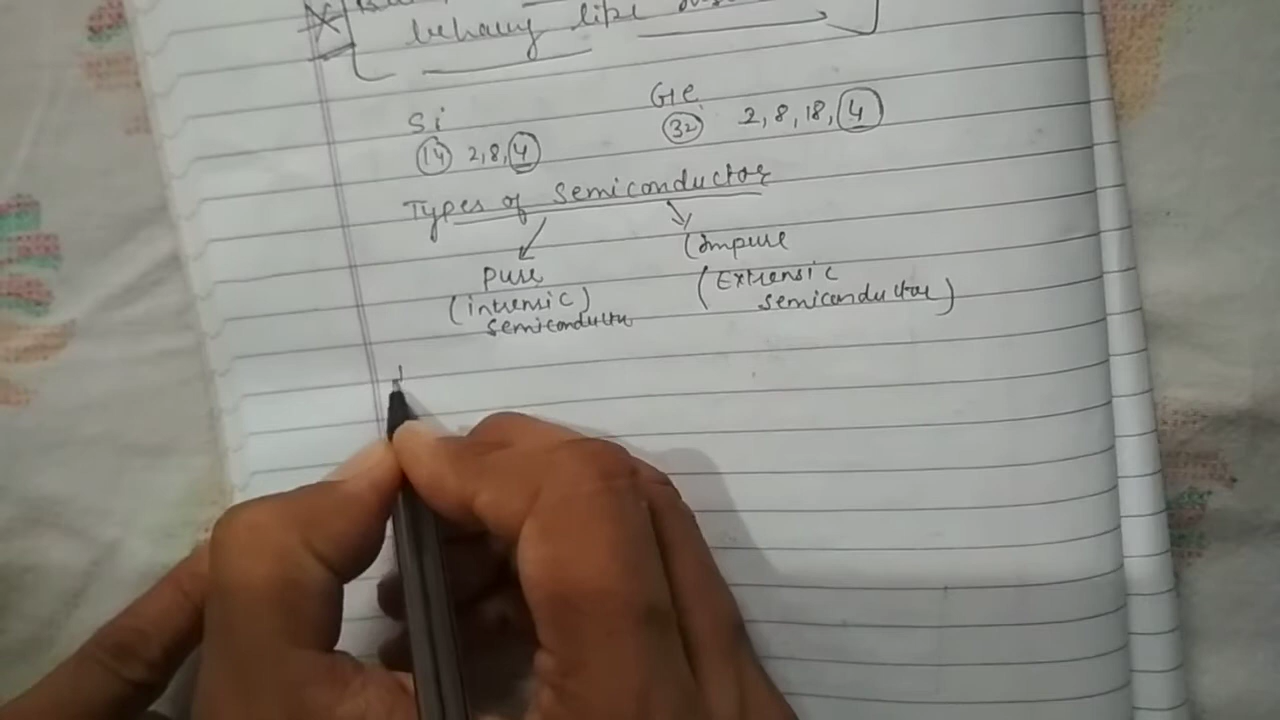 behavy like
Si
Ge
14 2,8,4
32 2,8,18,4
Types of Semiconductor
Pure
(intrensic)
semiconductor
(impure
(Extrensic
semiconductor)